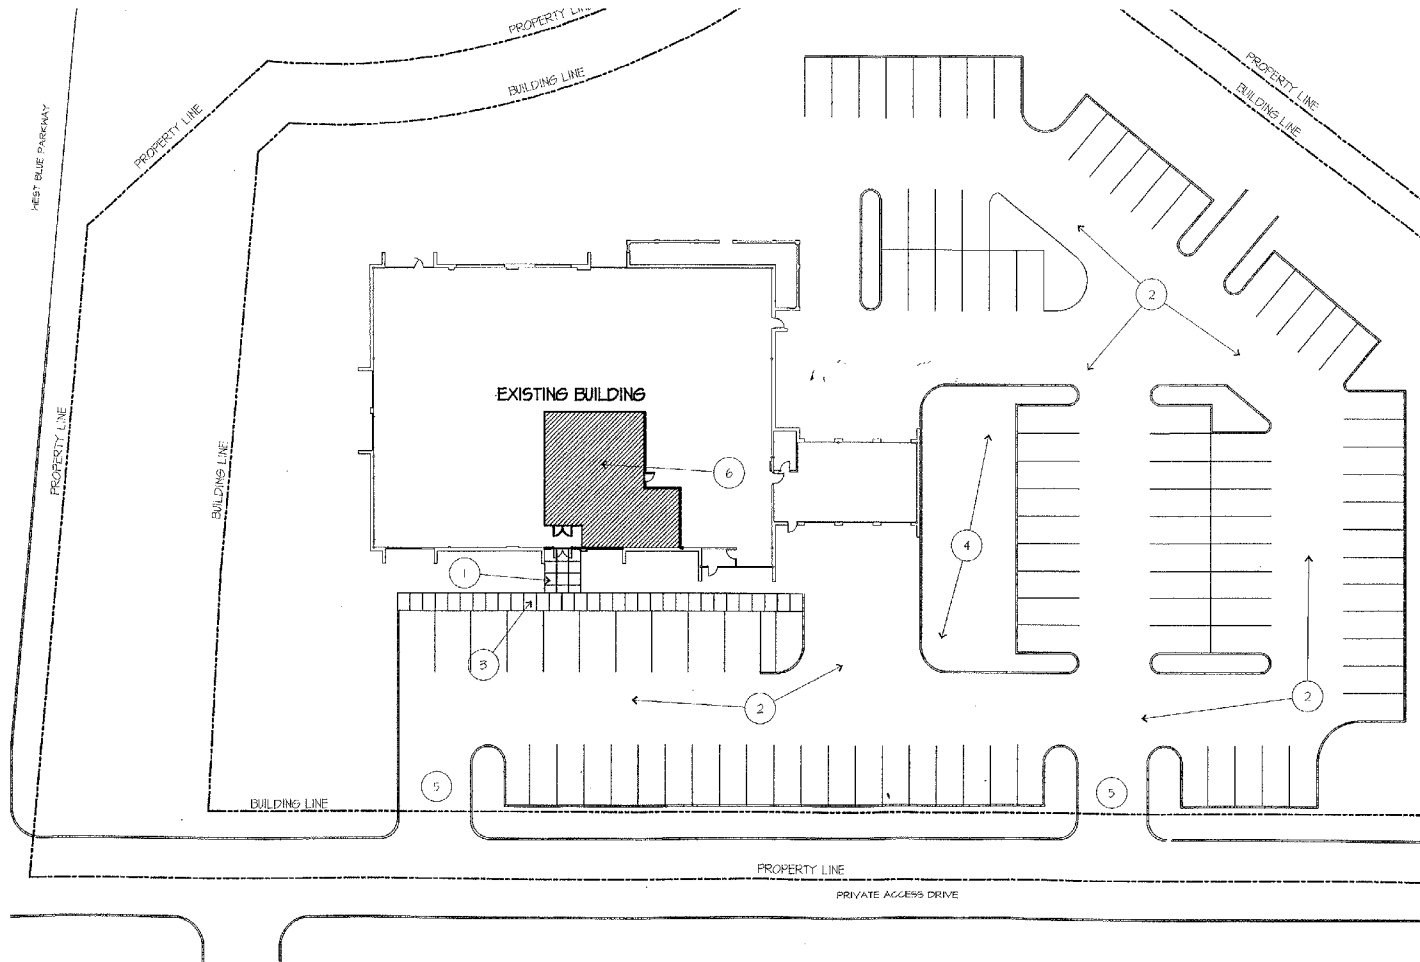 PROPERTY LINE
BUILDING LINE
PROPERTY LINE
BUILDING LINE
PROPERTY LINE
WEST BLUE PARKWAY
2
EXISTING BUILDING
PROPERTY LINE
BUILDING LINE
6
4
1
3
2
2
5
5
BUILDING LINE
PROPERTY LINE
PRIVATE ACCESS DRIVE